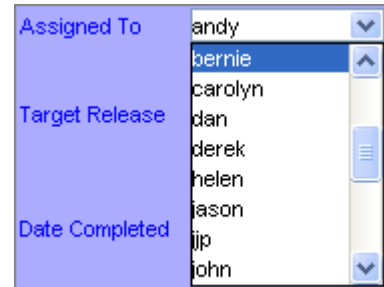 Assigned To andy
bernie
carolyn
Target Release dan
derek
helen
jason
Date Completed jjp
john